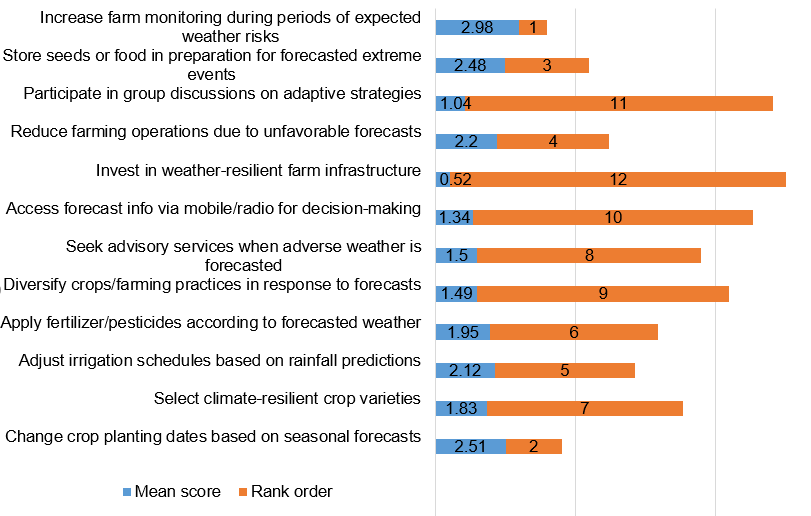 Increase farm monitoring during periods of expected
weather risks
2.98 1
Store seeds or food in preparation for forecasted extreme
events
2.48 3
Participate in group discussions on adaptive strategies
1.04 11
Reduce farming operations due to unfavorable forecasts
2.2 4
Invest in weather-resilient farm infrastructure
0.52 12
Access forecast info via mobile/radio for decision-making
1.34 10
Seek advisory services when adverse weather is
forecasted
1.5 8
Diversify crops/farming practices in response to forecasts
1.49 9
Apply fertilizer/pesticides according to forecasted weather
1.95 6
Adjust irrigation schedules based on rainfall predictions
2.12 5
Select climate-resilient crop varieties
1.83 7
Change crop planting dates based on seasonal forecasts
2.51 2
Mean score Rank order